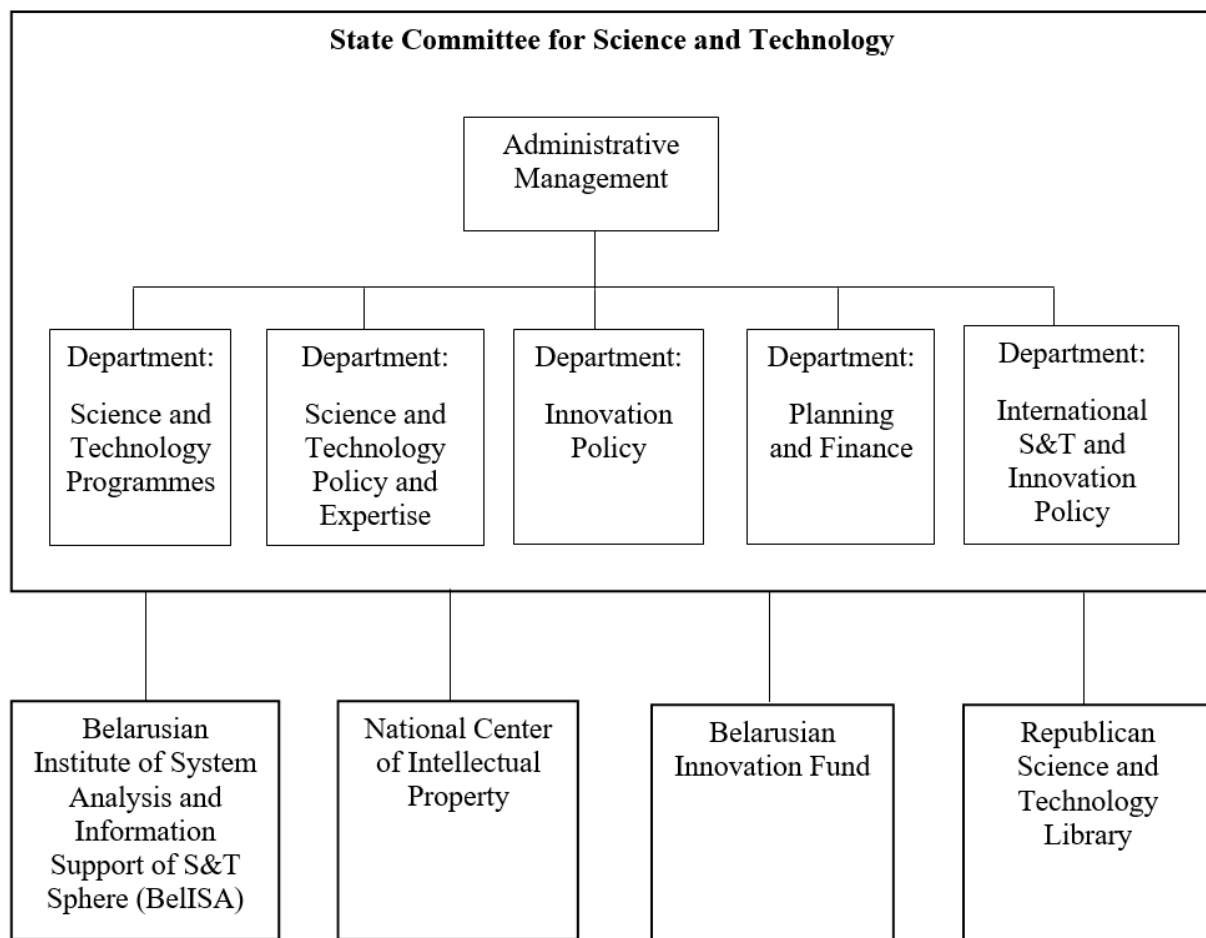 State Committee for Science and Technology
Administrative
Management
Department:
Science and
Technology
Programmes
Department:
Science and
Technology
Policy and
Expertise
Department:
Innovation
Policy
Department:
Planning
and Finance
Department:
International
S&T and
Innovation
Policy
Belarusian
Institute of System
Analysis and
Information
Support of S&T
Sphere (BelISA)
National Center
of Intellectual
Property
Belarusian
Innovation Fund
Republican
Science and
Technology
Library